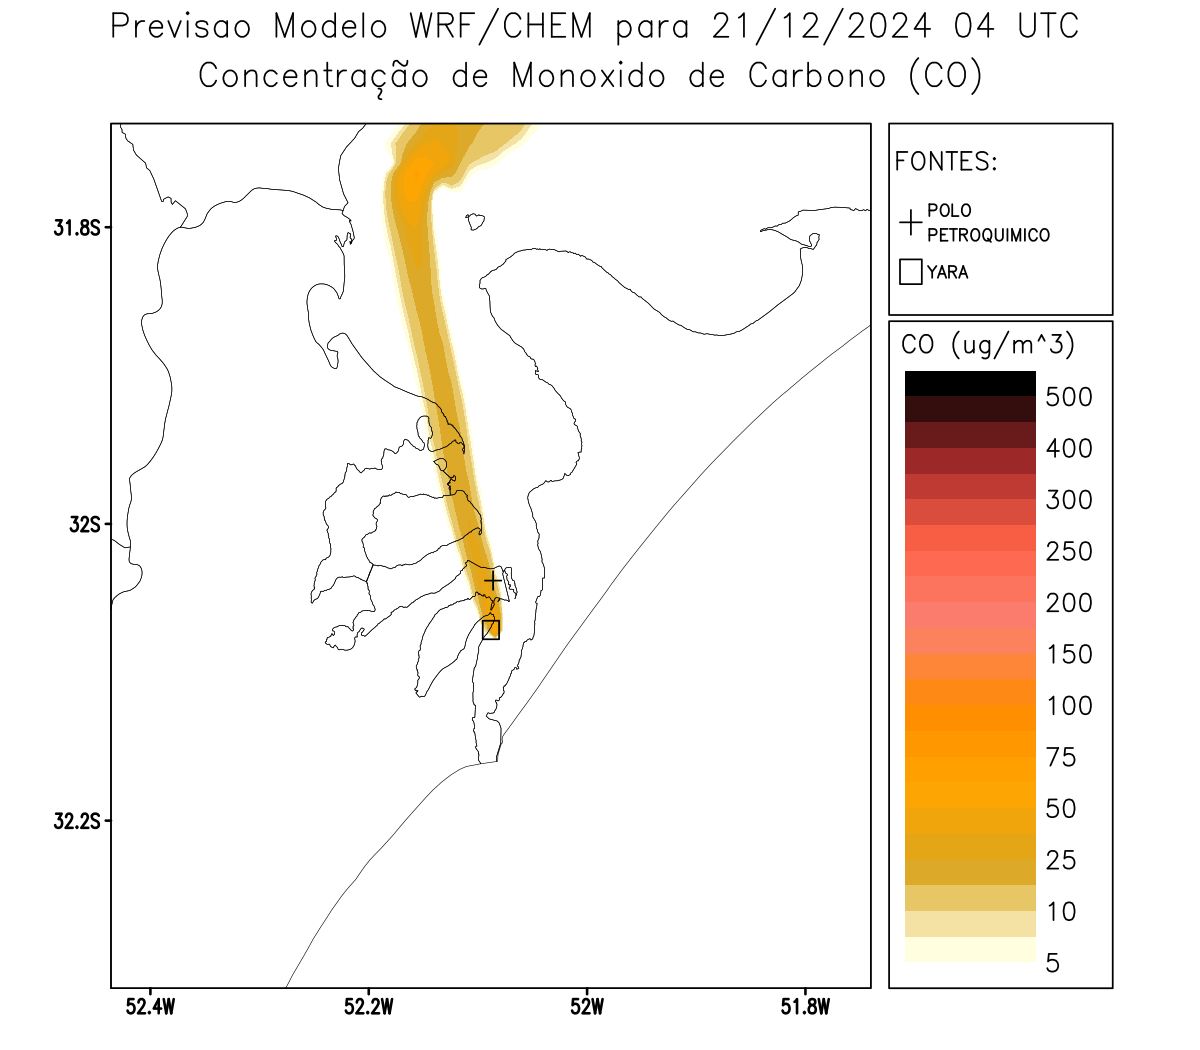 Previsao Modelo WRF/CHEM para 21/12/2024 04 UTC
Concentração de Monoxido de Carbono (CO)
FONTES:
POLO
PETROQUIMICO
YARA
CO (ug/m^3)
500
400
300
250
200
150
100
75
50
25
10
5
31.8S
32S
32.2S
52.4W
52.2W
52W
51.8W